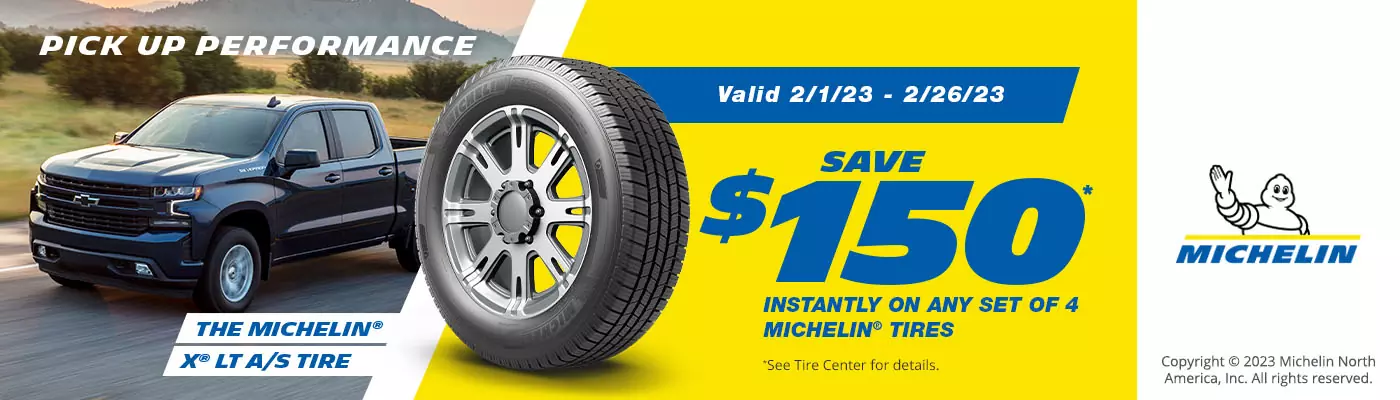 PICK UP PERFORMANCE
THE MICHELIN®
X® LT A/S TIRE
MICHELIN
Valid 2/1/23 - 2/26/23
SAVE
$150*
INSTANTLY ON ANY SET OF 4
MICHELIN® TIRES
*See Tire Center for details.
MICHELIN
Copyright © 2023 Michelin North
America, Inc. All rights reserved.